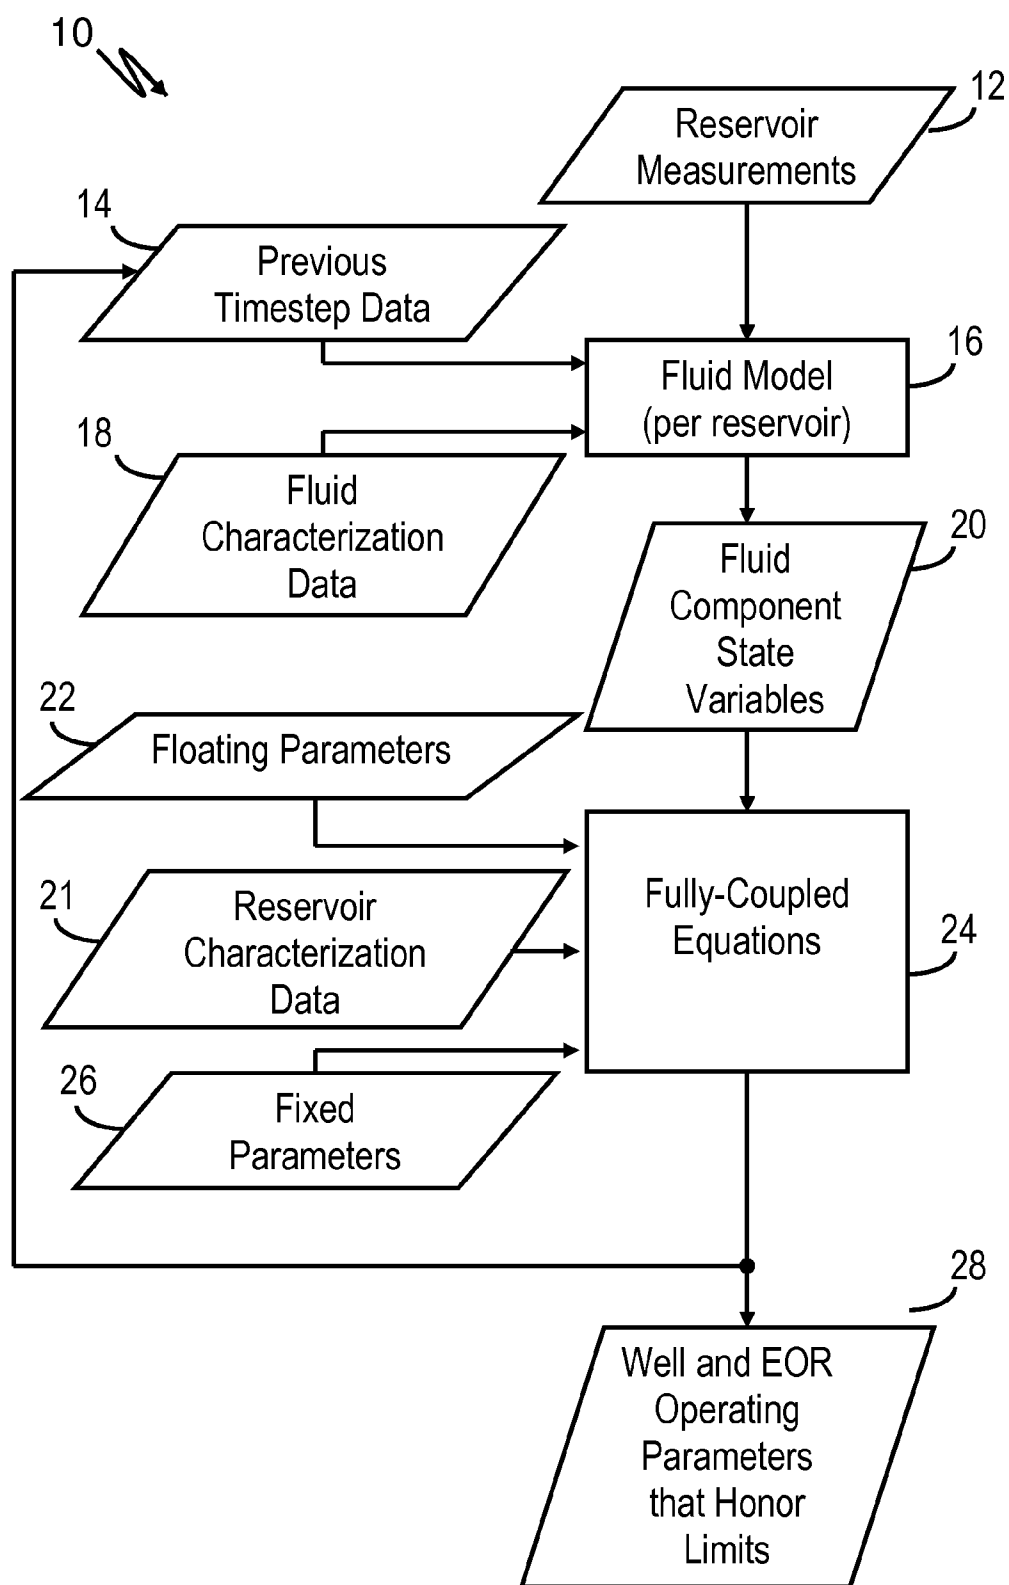 10
12
Reservoir
Measurements
14
Previous
Timestep Data
16
Fluid Model
(per reservoir)
18
Fluid
Characterization
Data
20
Fluid
Component
State
Variables
22
Floating Parameters
21
Reservoir
Characterization
Data
Fully-Coupled
Equations
24
26
Fixed
Parameters
28
Well and EOR
Operating
Parameters
that Honor
Limits